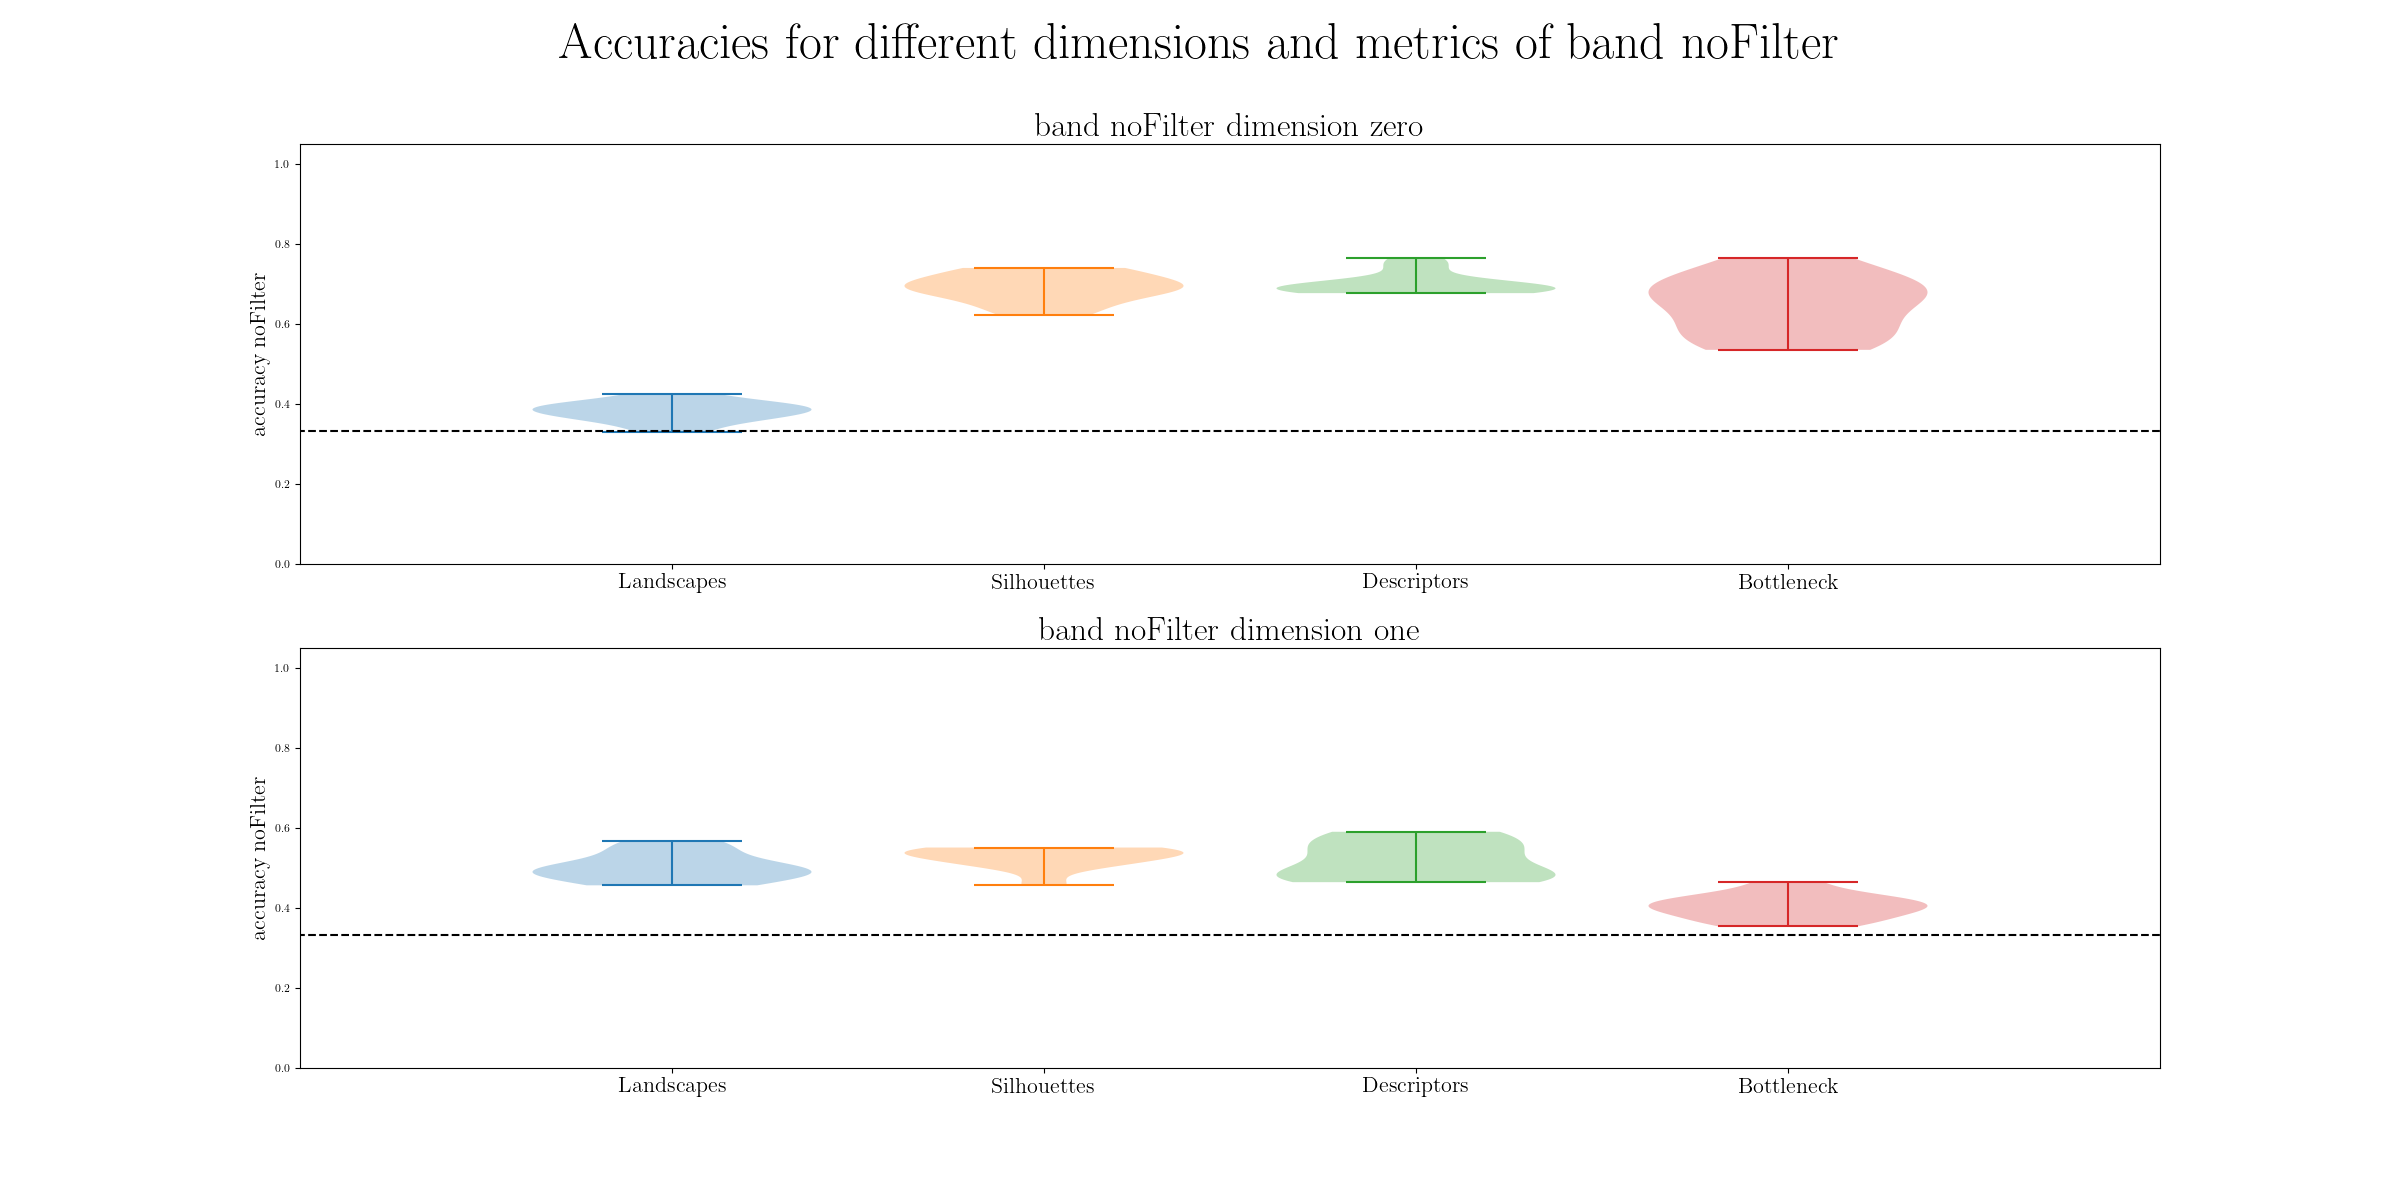 Accuracies for different dimensions and metrics of band noFilter
band noFilter dimension zero
1.0
0.8
0.6
0.4
0.2
0.0
accuracy noFilter
Landscapes
Silhouettes
Descriptors
Bottleneck
band noFilter dimension one
1.0
0.8
0.6
0.4
0.2
0.0
accuracy noFilter
Landscapes
Silhouettes
Descriptors
Bottleneck